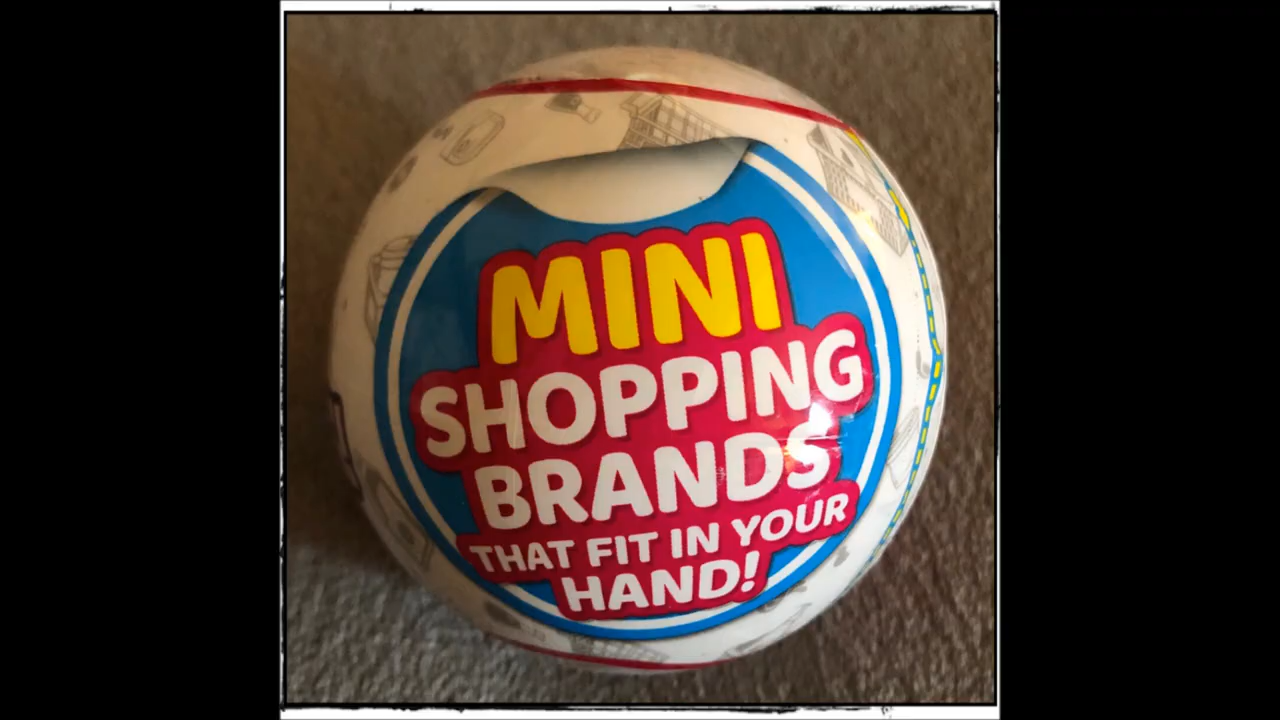 MINI
SHOPPING
BRANDS
THAT FIT IN YOUR
HAND!